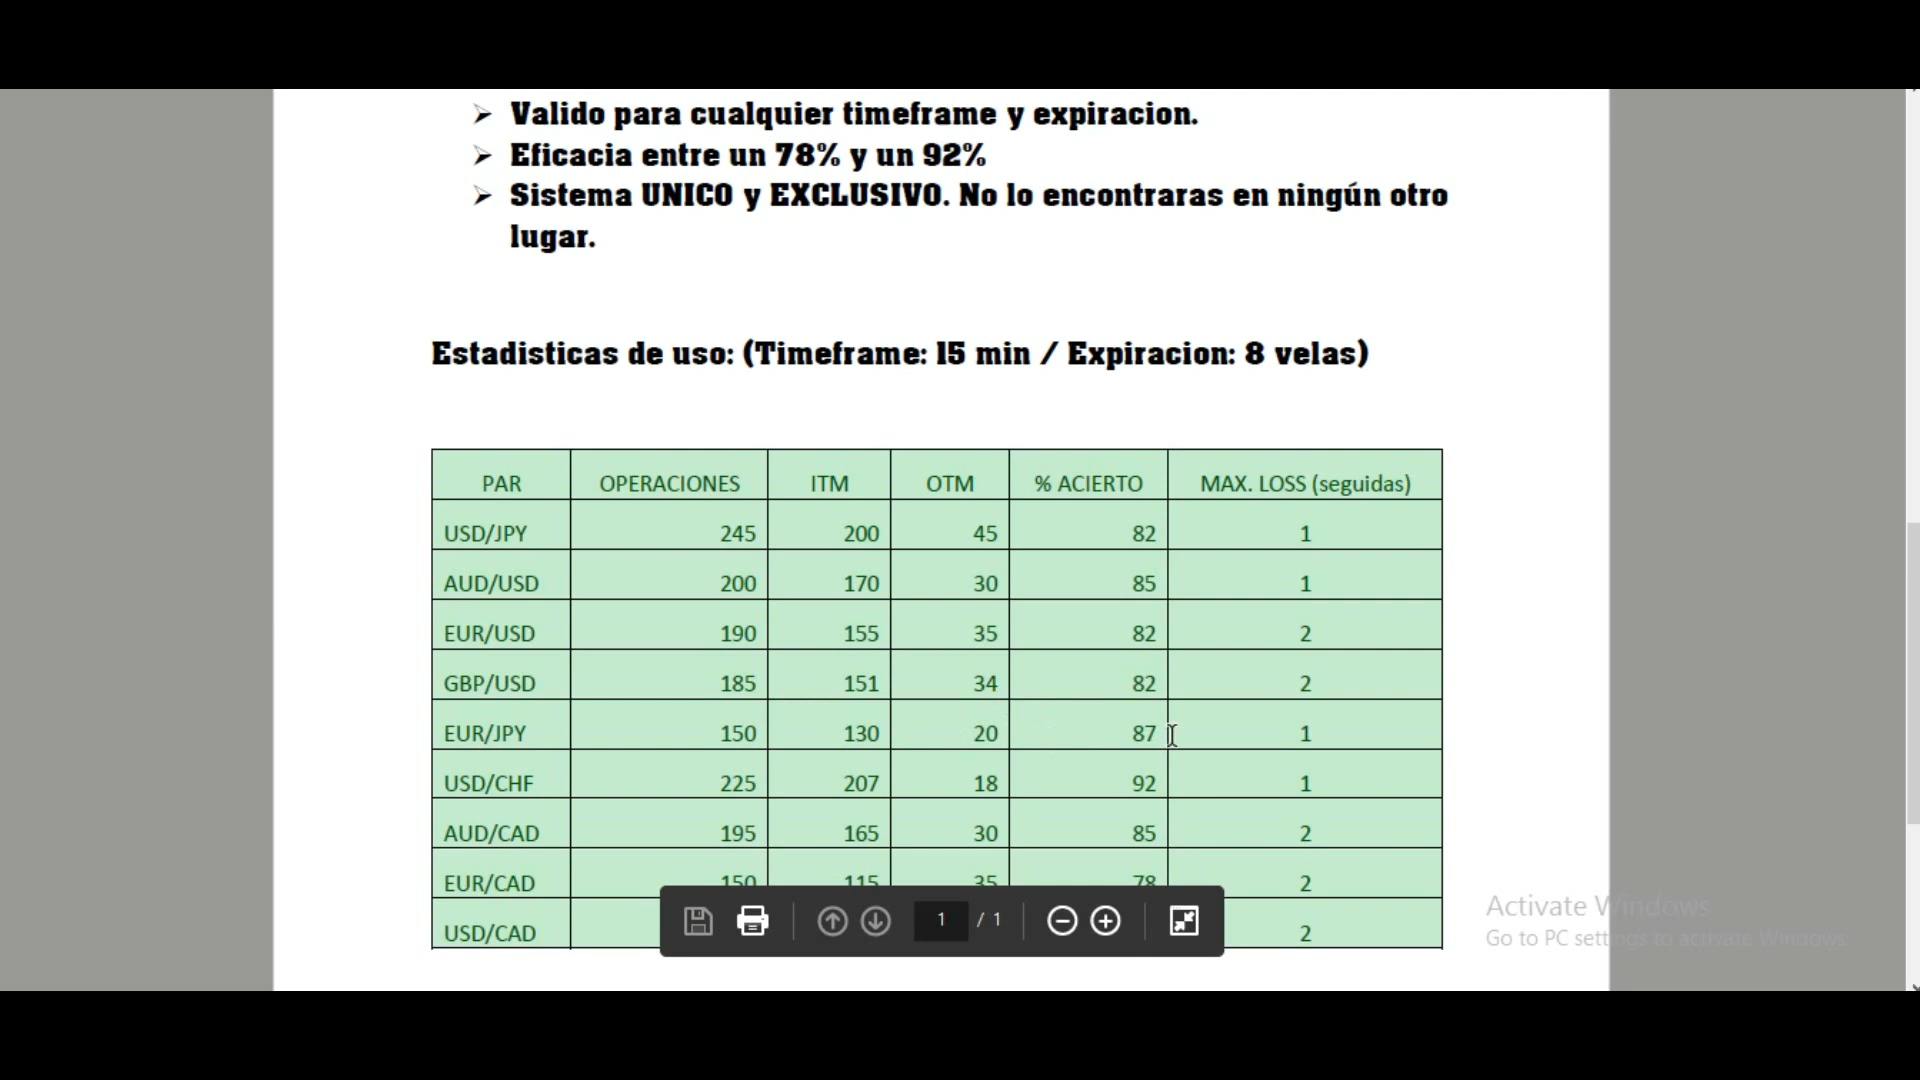 Valido para cualquier timeframe y expiracion.
Eficacia entre un 78% y un 92%
Sistema UNICO y EXCLUSIVO. No lo encontraras en ningún otro
lugar.
Estadisticas de uso: (Timeframe: 15 min / Expiracion: 8 velas)
PAR OPERACIONES ITM OTM % ACIERTO MAX. LOSS (seguidas)
USD/JPY 245 200 45 82 1
AUD/USD 200 170 30 85 1
EUR/USD 190 155 35 82 2
GBP/USD 185 151 34 82 2
EUR/JPY 150 130 20 87 1
USD/CHF 225 207 18 92 1
AUD/CAD 195 165 30 85 2
EUR/CAD 150 115 35 78 2
USD/CAD 2
1 / 1
Activate Windows
Go to PC settings to activate Windows.